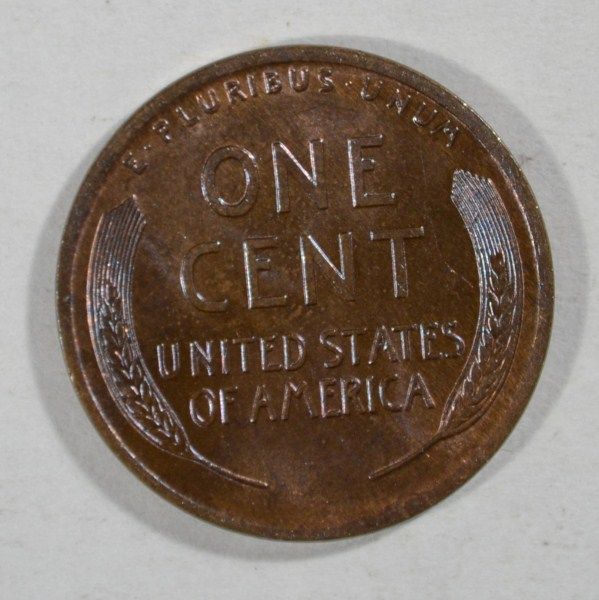 E·PLURIBUS·UNUM
ONE
CENT
UNITED STATES
OF AMERICA